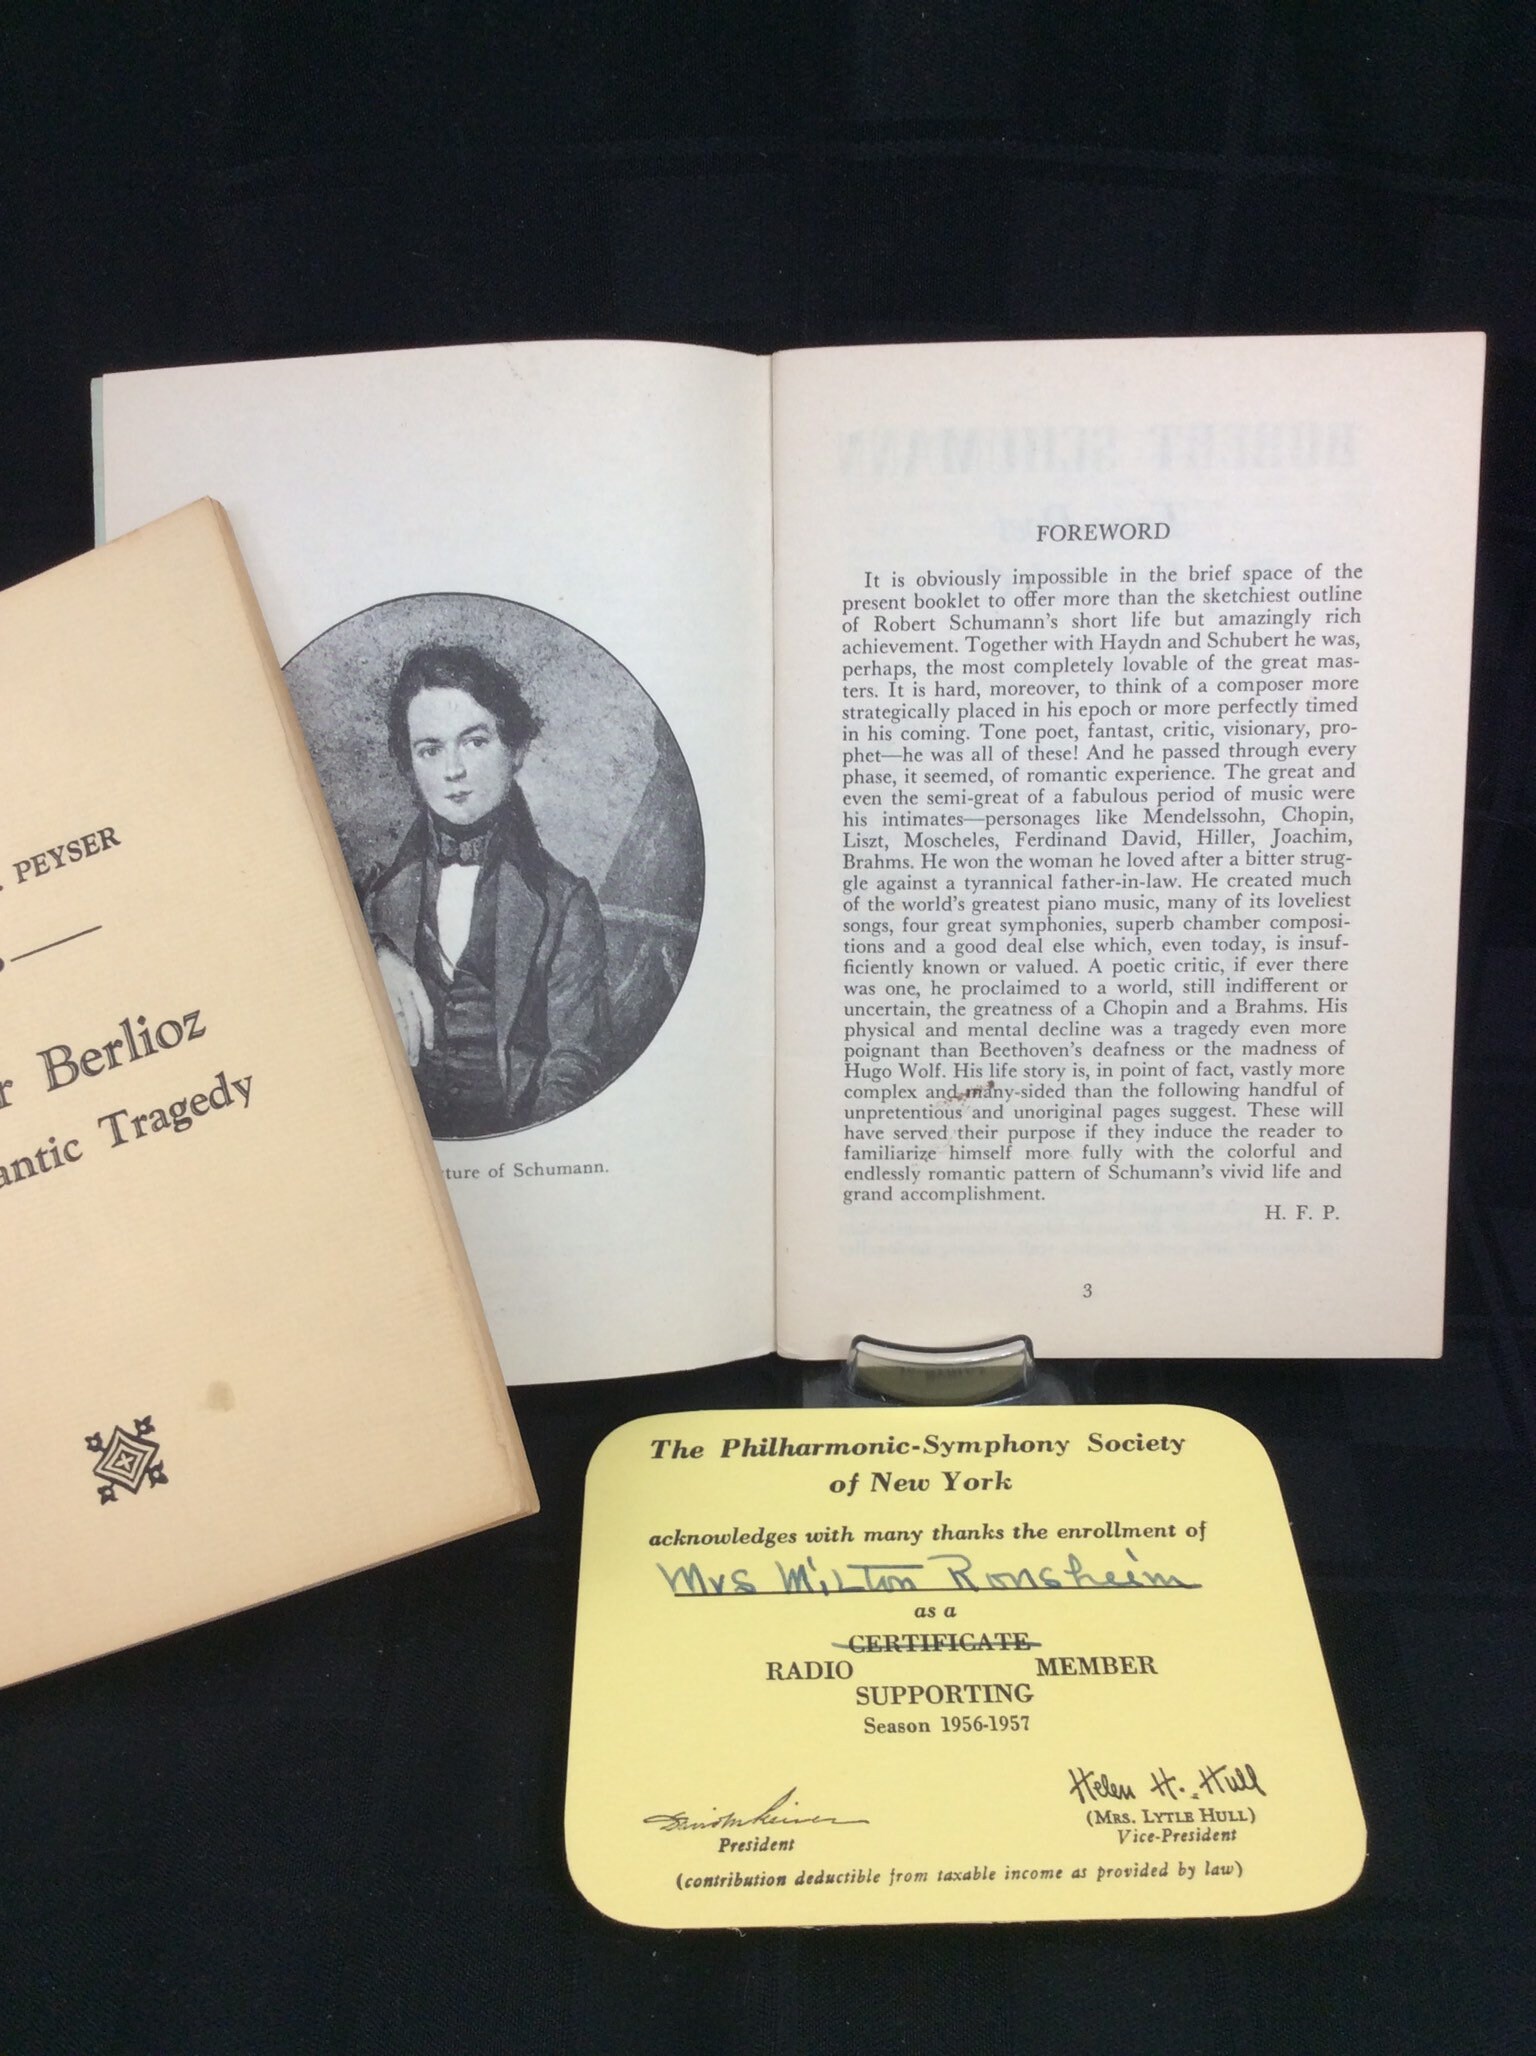 PEYSER
Berlioz
Tragedy
of Schumann.
FOREWORD
It is obviously impossible in the brief space of the
present booklet to offer more than the sketchiest outline
of Robert Schumann's short life but amazingly rich
achievement. Together with Haydn and Schubert he was,
perhaps, the most completely lovable of the great mas-
ters. It is hard, moreover, to think of a composer more
strategically placed in his epoch or more perfectly timed
in his coming. Tone poet, fantast, critic, visionary, pro-
phet—he was all of these! And he passed through every
phase, it seemed, of romantic experience. The great and
even the semi-great of a fabulous period of music were
his intimates—personages like Mendelssohn, Chopin,
Liszt, Moscheles, Ferdinand David, Hiller, Joachim,
Brahms. He won the woman he loved after a bitter strug-
gle against a tyrannical father-in-law. He created much
of the world's greatest piano music, many of its loveliest
songs, four great symphonies, superb chamber composi-
tions and a good deal else which, even today, is insuf-
ficiently known or valued. A poetic critic, if ever there
was one, he proclaimed to a world, still indifferent or
uncertain, the greatness of a Chopin and a Brahms. His
physical and mental decline was a tragedy even more
poignant than Beethoven's deafness or the madness of
Hugo Wolf. His life story is, in point of fact, vastly more
complex and many-sided than the following handful of
unpretentious and unoriginal pages suggest. These will
have served their purpose if they induce the reader to
familiarize himself more fully with the colorful and
endlessly romantic pattern of Schumann's vivid life and
grand accomplishment.
H. F. P.
3
The Philharmonic-Symphony Society
of New York
acknowledges with many thanks the enrollment of
Mrs Milton Ronsheim
as a
CERTIFICATE
RADIO MEMBER
SUPPORTING
Season 1956-1957
Helen H. Hull
(MRS. LYTLE HULL)
President
Vice-President
(contribution deductible from taxable income as provided by law)